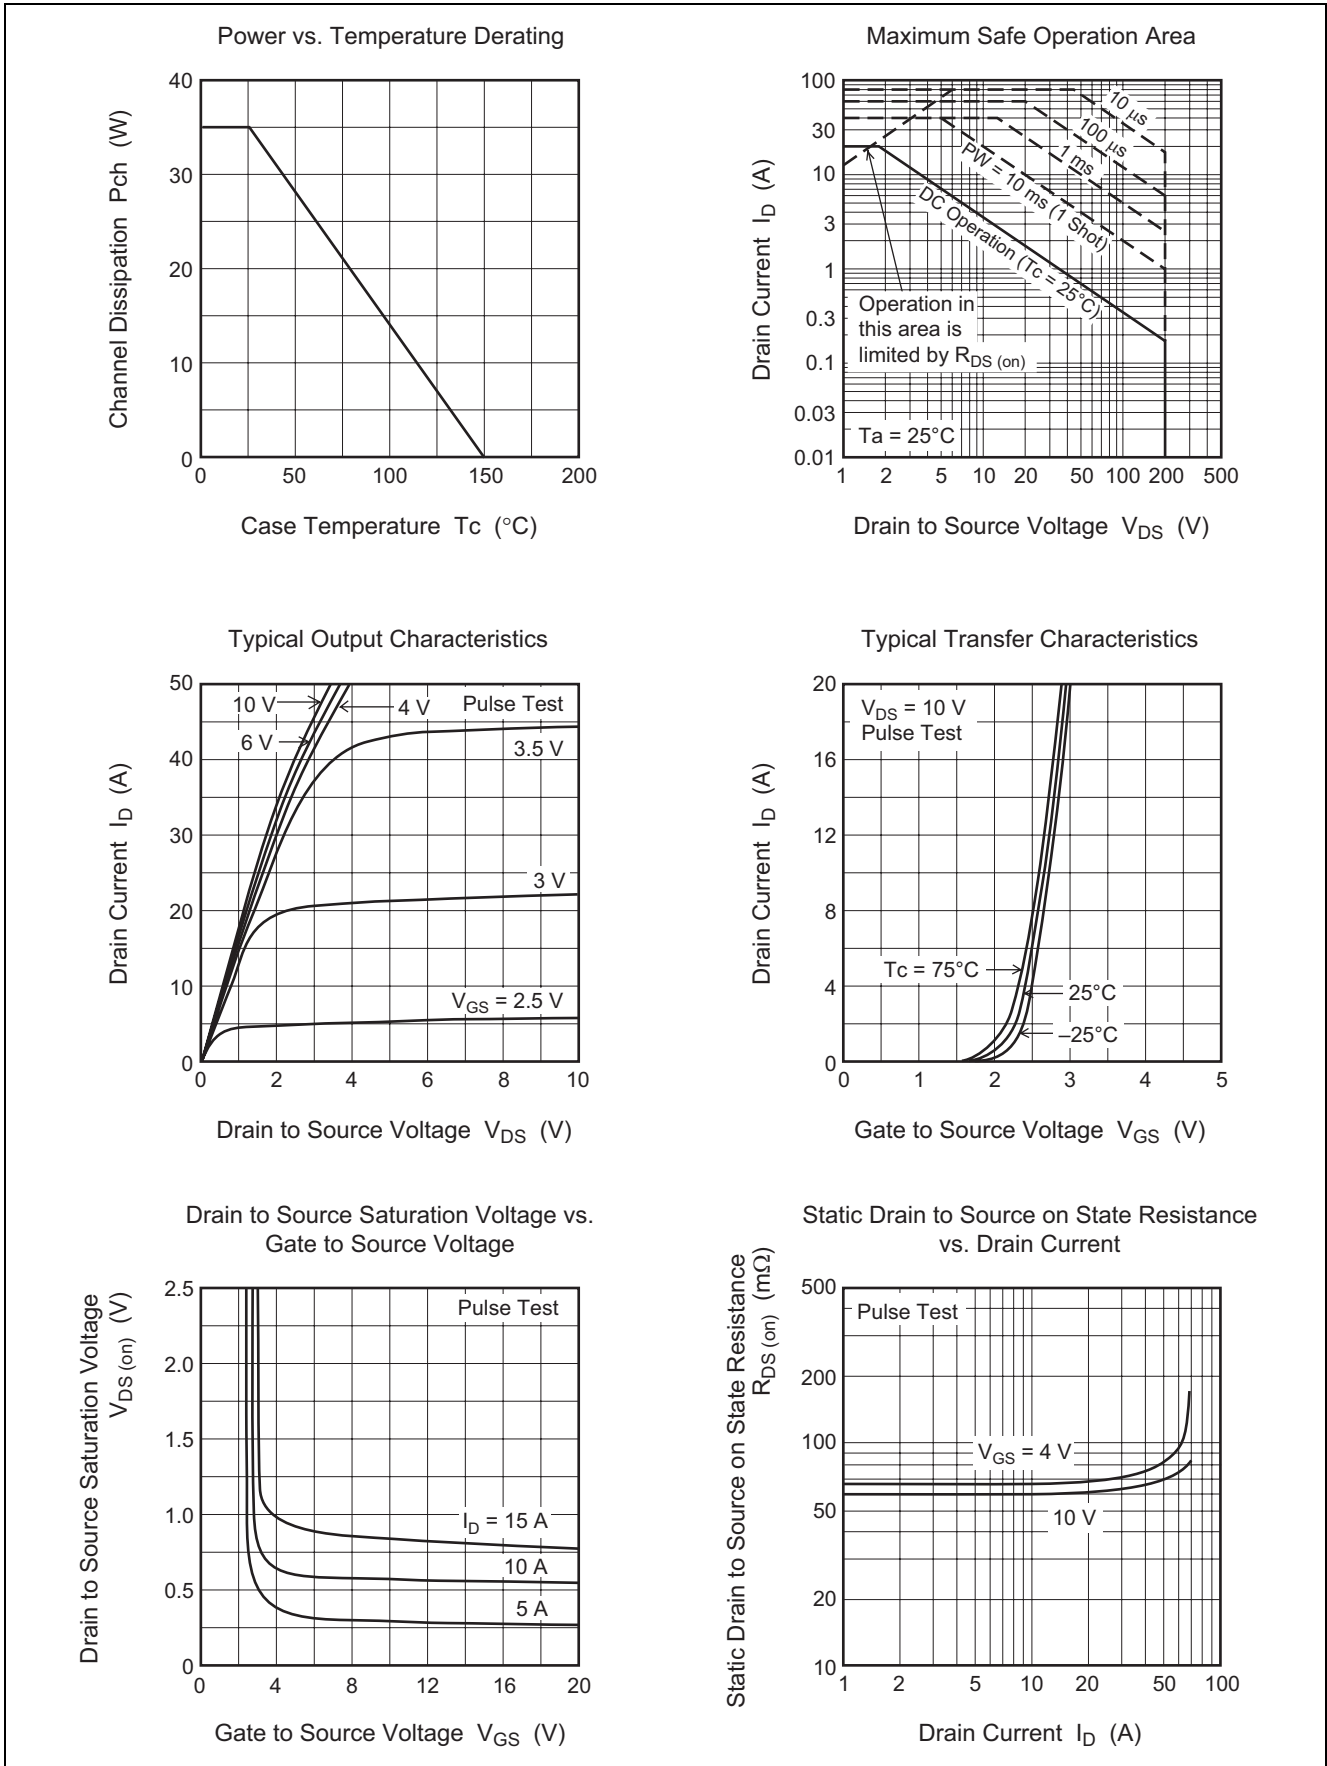 Power vs. Temperature Derating
Channel Dissipation Pch (W)
40
30
20
10
0
0 50 100 150 200
Case Temperature Tc (°C)
Maximum Safe Operation Area
Drain Current ID (A)
100
30
10
3
1
0.3
0.1
0.03
0.01
10 µs
100 µs
1 ms
PW = 10 ms (1 Shot)
DC Operation (Tc = 25°C)
Operation in
this area is
limited by RDS (on)
Ta = 25°C
1 2 5 10 20 50 100 200 500
Drain to Source Voltage VDS (V)
Typical Output Characteristics
Drain Current ID (A)
50
40
30
20
10
0
10 V
6 V
4 V
Pulse Test
3.5 V
3 V
VGS = 2.5 V
0 2 4 6 8 10
Drain to Source Voltage VDS (V)
Typical Transfer Characteristics
Drain Current ID (A)
20
16
12
8
4
0
VDS = 10 V
Pulse Test
Tc = 75°C
25°C
–25°C
0 1 2 3 4 5
Gate to Source Voltage VGS (V)
Drain to Source Saturation Voltage vs.
Gate to Source Voltage
Drain to Source Saturation Voltage
VDS (on) (V)
2.5
2.0
1.5
1.0
0.5
0
Pulse Test
ID = 15 A
10 A
5 A
0 4 8 12 16 20
Gate to Source Voltage VGS (V)
Static Drain to Source on State Resistance
vs. Drain Current
Static Drain to Source on State Resistance
RDS (on) (mΩ)
500
200
100
50
20
10
Pulse Test
VGS = 4 V
10 V
1 2 5 10 20 50 100
Drain Current ID (A)